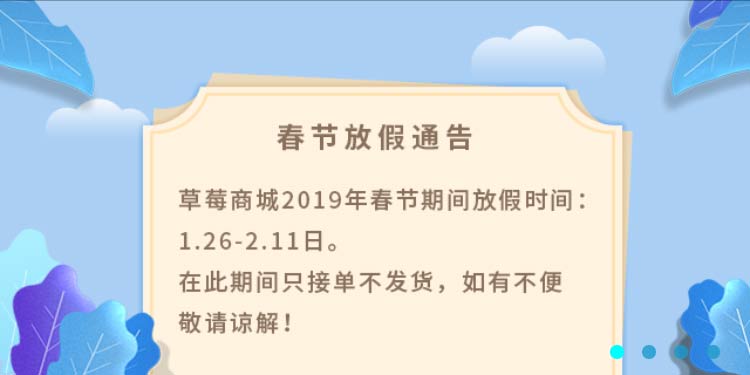 春节放假通告
草莓商城2019年春节期间放假时间：
1.26-2.11日。
在此期间只接单不发货，如有不便
敬请谅解！